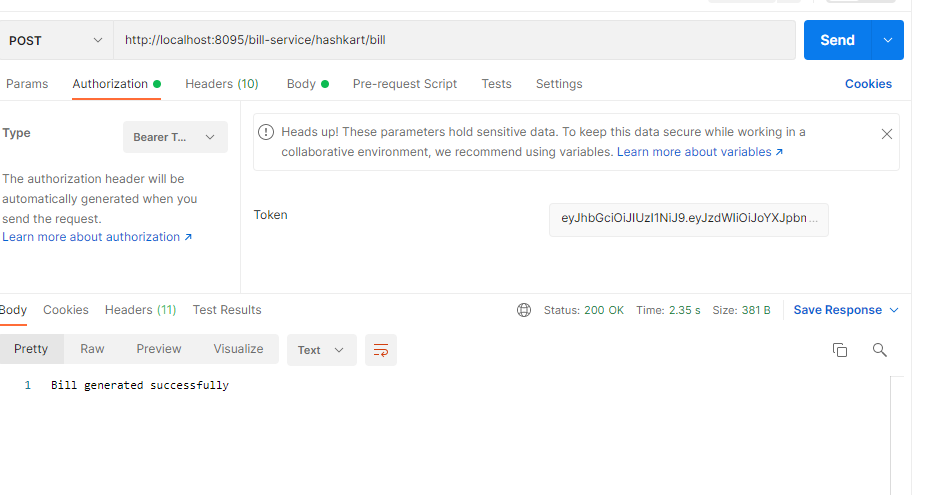 POST http://localhost:8095/bill-service/hashkart/bill Send
Params Authorization Headers (10) Body Pre-request Script Tests Settings Cookies
Type Bearer T...
The authorization header will be
automatically generated when you
send the request.
Learn more about authorization ↗
Heads up! These parameters hold sensitive data. To keep this data secure while working in a
collaborative environment, we recommend using variables. Learn more about variables ↗
Token eyJhbGciOiJIUzI1NiJ9.eyJzdWIiOiJoYXJpbm...
Body Cookies Headers (11) Test Results Status: 200 OK Time: 2.35 s Size: 381 B Save Response
Pretty Raw Preview Visualize Text
1 Bill generated successfully